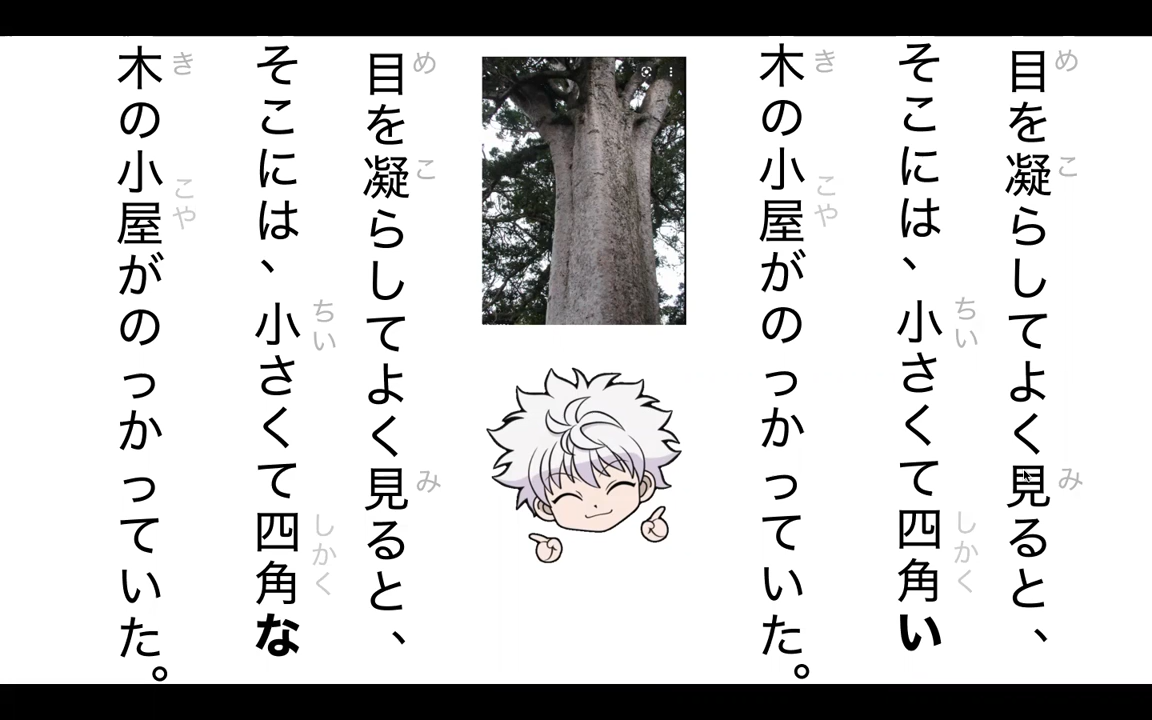 目を凝らしてよく見ると、
そこには、小さくて四角い
木の小屋がのっかっていた。
目を凝らしてよく見ると、
そこには、小さくて四角な
木の小屋がのっかっていた。